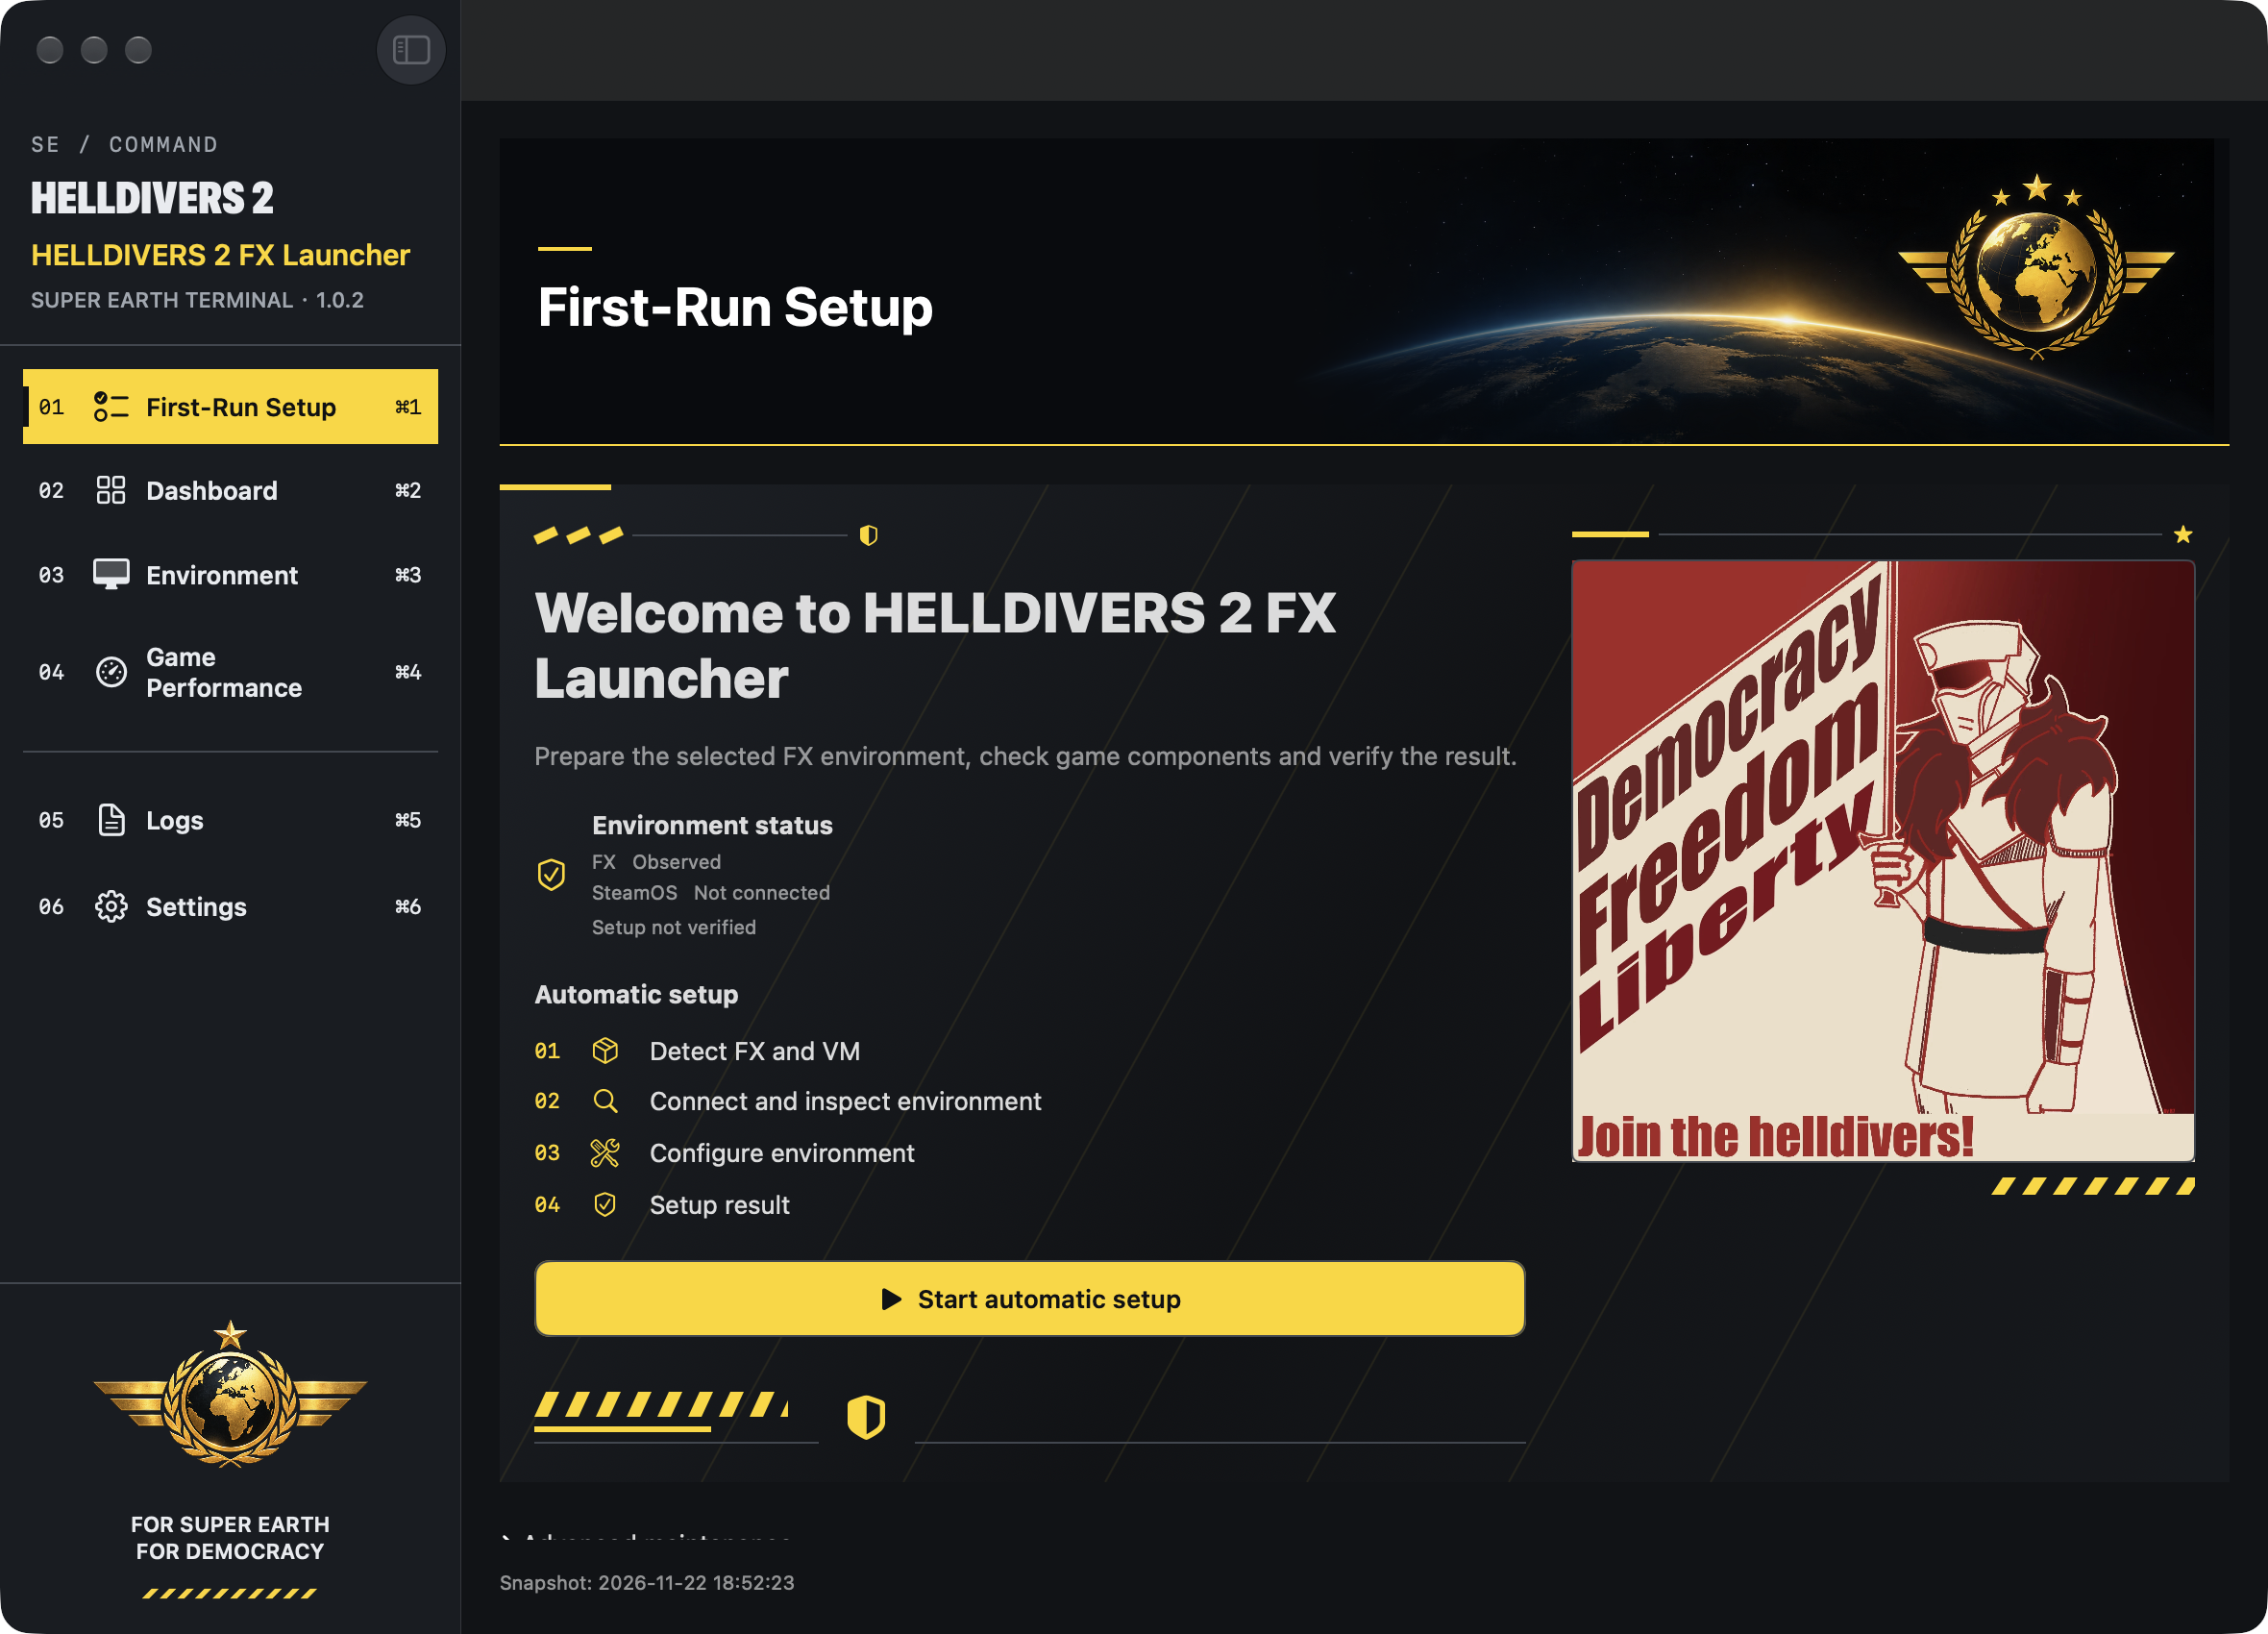 SE / COMMAND
HELLDIVERS 2
HELLDIVERS 2 FX Launcher
SUPER EARTH TERMINAL · 1.0.2
01 First-Run Setup ⌘1
02 Dashboard ⌘2
03 Environment ⌘3
04 Game Performance ⌘4
05 Logs ⌘5
06 Settings ⌘6
FOR SUPER EARTH
FOR DEMOCRACY
First-Run Setup
Welcome to HELLDIVERS 2 FX
Launcher
Prepare the selected FX environment, check game components and verify the result.
Environment status
FX Observed
SteamOS Not connected
Setup not verified
Automatic setup
01 Detect FX and VM
02 Connect and inspect environment
03 Configure environment
04 Setup result
Start automatic setup
Democracy
Freedom
Liberty
Join the helldivers!
Advanced maintenance
Snapshot: 2026-11-22 18:52:23